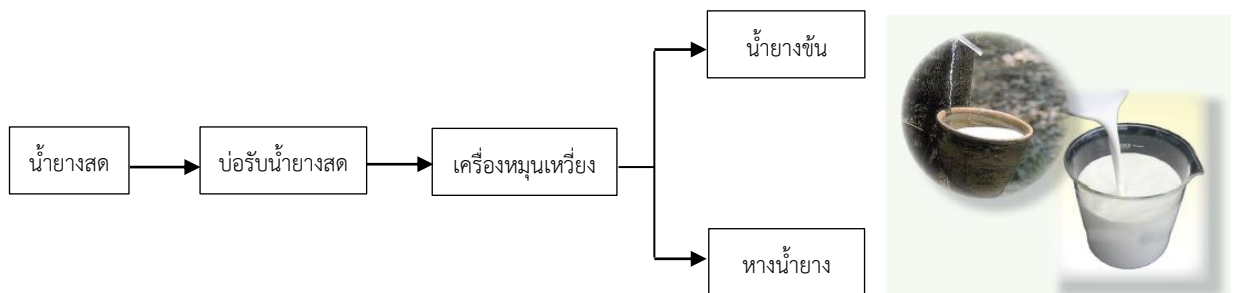 น้ำยางข้น
น้ำยางสด
บ่อรับน้ำยางสด
เครื่องหมุนเหวี่ยง
หางน้ำยาง